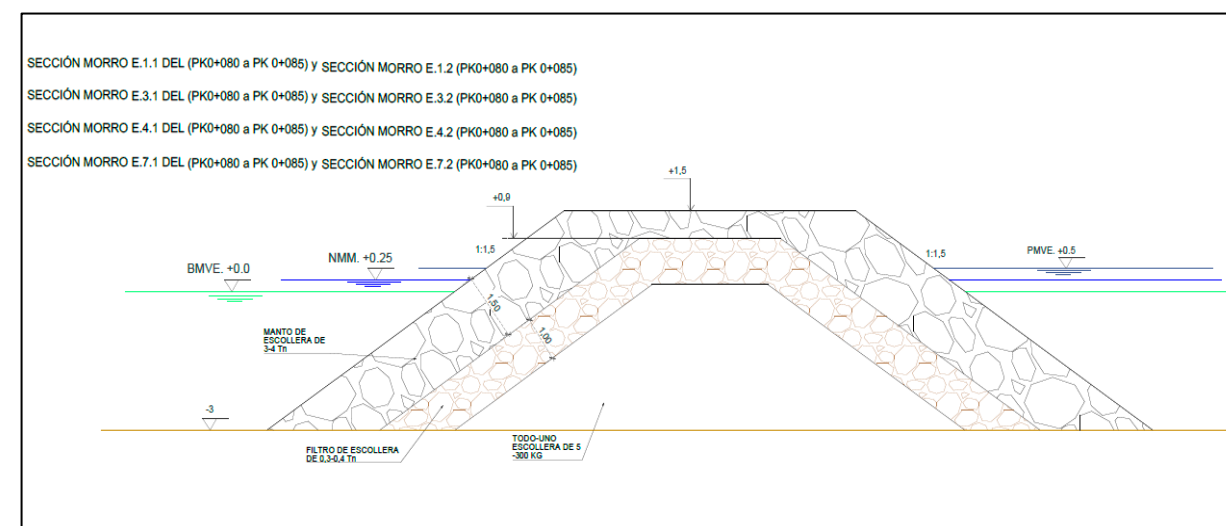 SECCIÓN MORRO E.1.1 DEL (PK0+080 a PK 0+085) y SECCIÓN MORRO E.1.2 (PK0+080 a PK 0+085)
SECCIÓN MORRO E.3.1 DEL (PK0+080 a PK 0+085) y SECCIÓN MORRO E.3.2 (PK0+080 a PK 0+085)
SECCIÓN MORRO E.4.1 DEL (PK0+080 a PK 0+085) y SECCIÓN MORRO E.4.2 (PK0+080 a PK 0+085)
SECCIÓN MORRO E.7.1 DEL (PK0+080 a PK 0+085) y SECCIÓN MORRO E.7.2 (PK0+080 a PK 0+085)
+1,5
+0,9
1:1,5
1:1,5
PMVE. +0.5
NMM. +0.25
BMVE. +0.0
1,50
1,00
MANTO DE
ESCOLLERA DE
3-4 Tn
-3
FILTRO DE ESCOLLERA
DE 0,3-0,4 Tn
TODO-UNO
ESCOLLERA DE 5
-300 KG